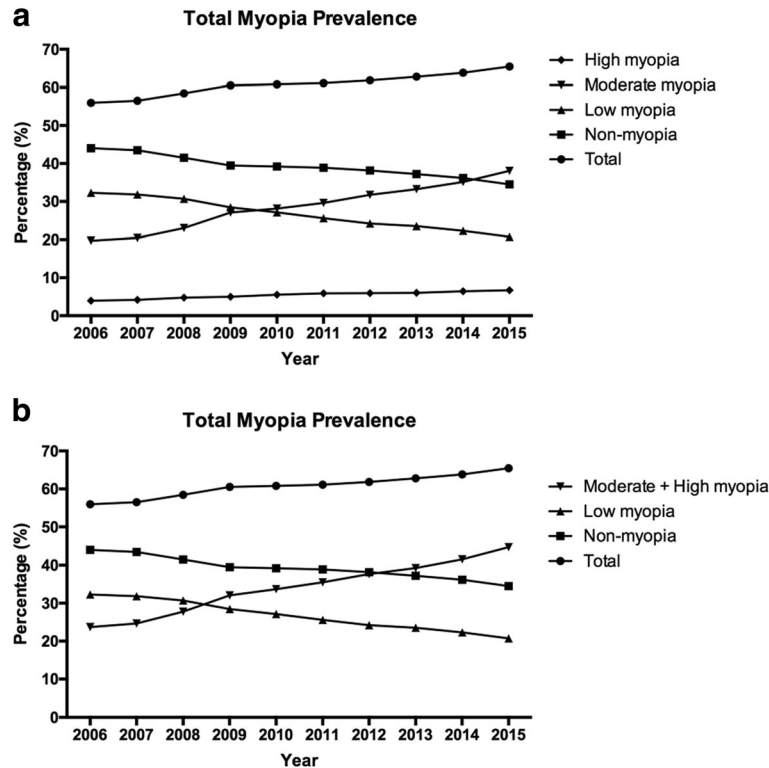 a
Total Myopia Prevalence
70
60
50
40
30
20
10
0
Percentage (%)
2006 2007 2008 2009 2010 2011 2012 2013 2014 2015
Year
High myopia
Moderate myopia
Low myopia
Non-myopia
Total
b
Total Myopia Prevalence
70
60
50
40
30
20
10
0
Percentage (%)
2006 2007 2008 2009 2010 2011 2012 2013 2014 2015
Year
Moderate + High myopia
Low myopia
Non-myopia
Total